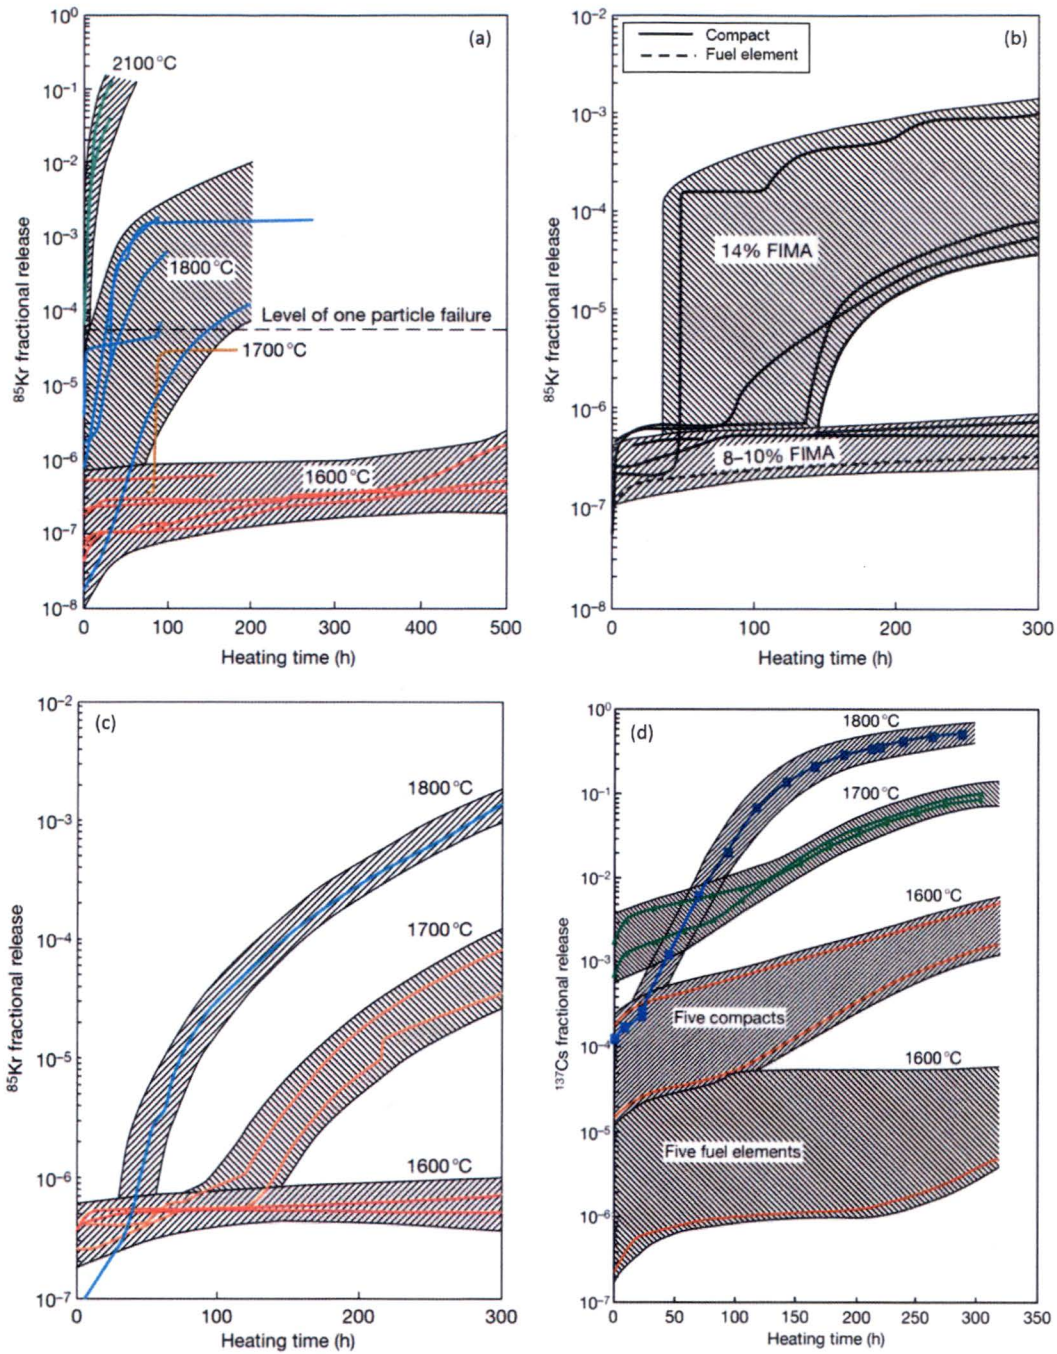 (a)
⁸⁵Kr fractional release
10⁰
10⁻¹
10⁻²
10⁻³
10⁻⁴
10⁻⁵
10⁻⁶
10⁻⁷
10⁻⁸
2100 °C
1800 °C
Level of one particle failure
1700 °C
1600 °C
0 100 200 300 400 500
Heating time (h)
(b)
Compact
Fuel element
⁸⁵Kr fractional release
10⁻²
10⁻³
10⁻⁴
10⁻⁵
10⁻⁶
10⁻⁷
10⁻⁸
14% FIMA
8–10% FIMA
0 100 200 300
Heating time (h)
(c)
⁸⁵Kr fractional release
10⁻²
10⁻³
10⁻⁴
10⁻⁵
10⁻⁶
10⁻⁷
1800 °C
1700 °C
1600 °C
0 100 200 300
Heating time (h)
(d)
¹³⁷Cs fractional release
10⁰
10⁻¹
10⁻²
10⁻³
10⁻⁴
10⁻⁵
10⁻⁶
10⁻⁷
1800 °C
1700 °C
1600 °C
Five compacts
1600 °C
Five fuel elements
0 50 100 150 200 250 300 350
Heating time (h)